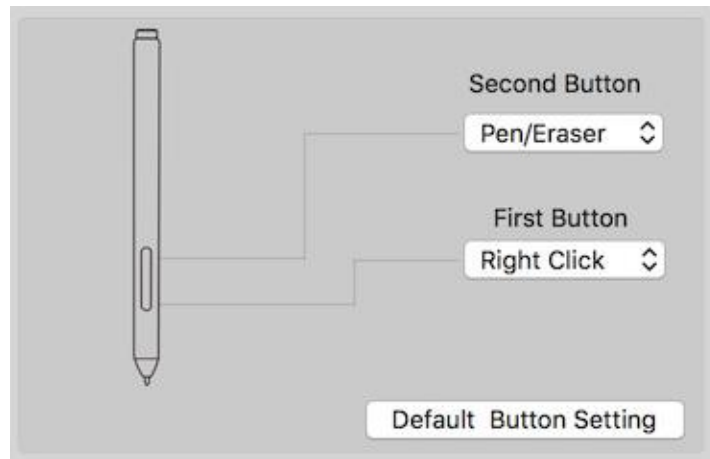 Second Button
Pen/Eraser
First Button
Right Click
Default Button Setting